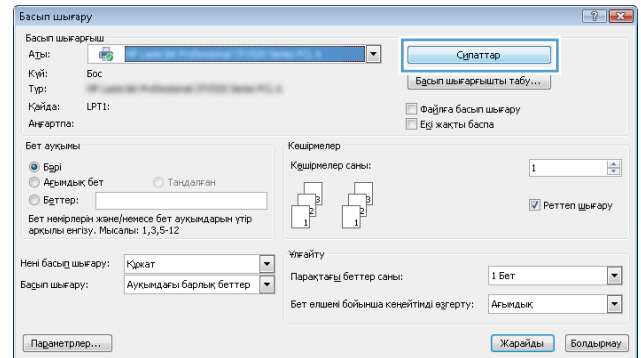 Басып шығару
Басып шығарғыш
Аты:
Сипаттар
Күй: Бос
Басып шығарғышты табу...
Түр:
Қайда: LPT1:
Файлға басып шығару
Аңғартпа:
Екі жақты баспа
Бет ауқымы
Бәрі
Ағымдық бет Таңдалған
Беттер:
Бет нөмірлерін және/немесе бет ауқымдарын үтір
арқылы енгізу. Мысалы: 1,3,5-12
Көшірмелер
Көшірмелер саны: 1
Реттеп шығару
Нені басып шығару: Құжат
Басып шығару: Ауқымдағы барлық беттер
Ұлғайту
Парақтағы беттер саны: 1 Бет
Бет өлшемі бойынша кеңейтімді өзгерту: Ағымдық
Параметрлер...
Жарайды Болдырмау